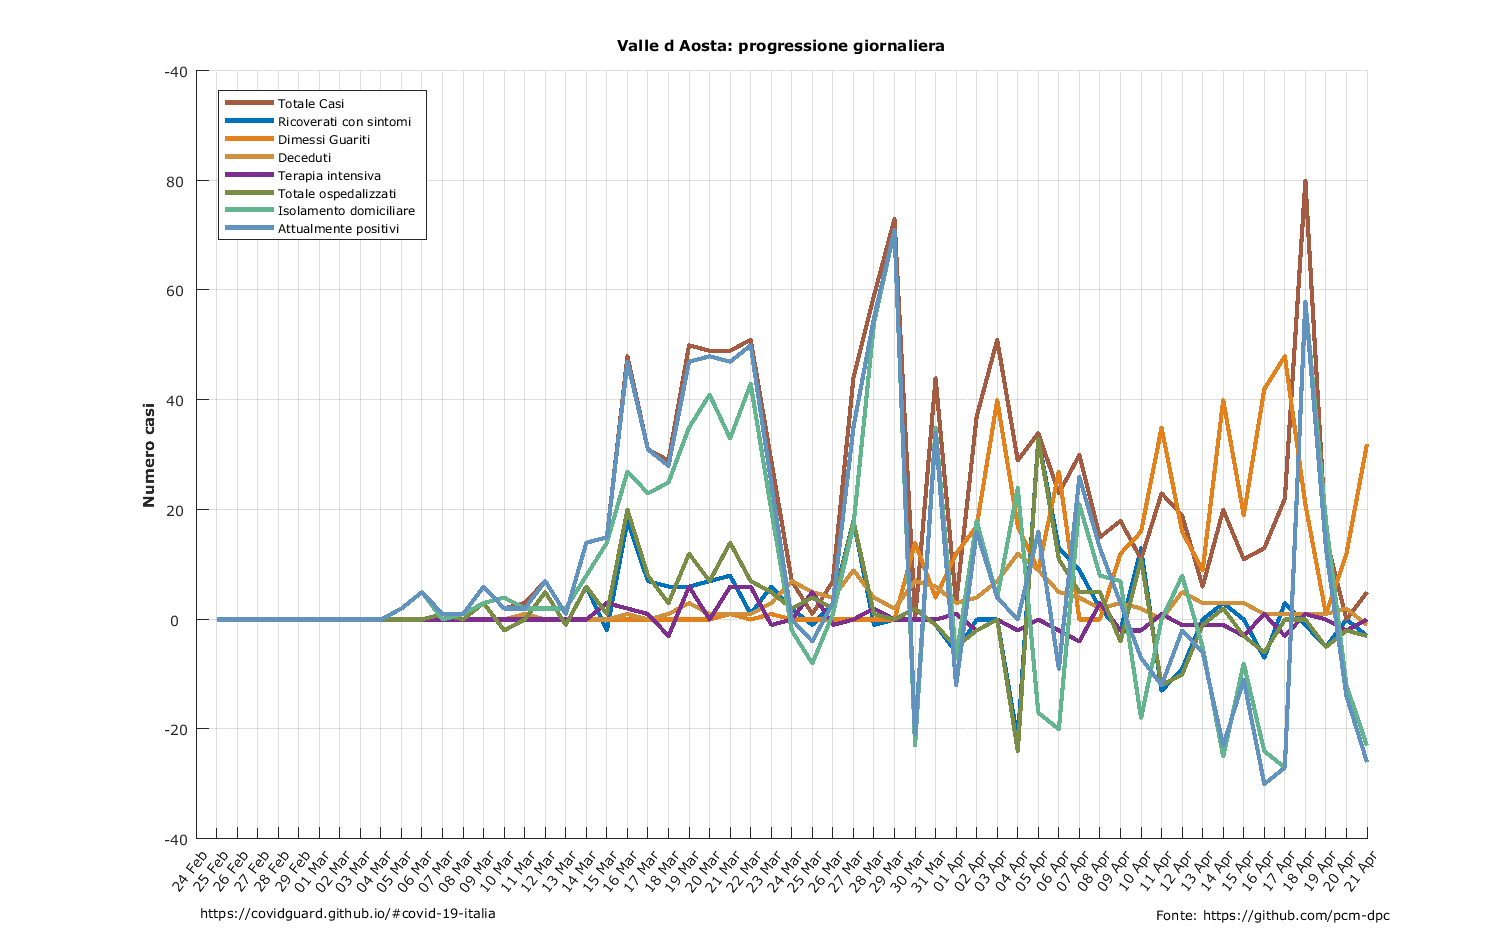 Valle d Aosta: progressione giornaliera
Numero casi
-40
80
60
40
20
0
-20
-40
Totale Casi
Ricoverati con sintomi
Dimessi Guariti
Deceduti
Terapia intensiva
Totale ospedalizzati
Isolamento domiciliare
Attualmente positivi
24 Feb
25 Feb
26 Feb
27 Feb
28 Feb
29 Feb
01 Mar
02 Mar
03 Mar
04 Mar
05 Mar
06 Mar
07 Mar
08 Mar
09 Mar
10 Mar
11 Mar
12 Mar
13 Mar
14 Mar
15 Mar
16 Mar
17 Mar
18 Mar
19 Mar
20 Mar
21 Mar
22 Mar
23 Mar
24 Mar
25 Mar
26 Mar
27 Mar
28 Mar
29 Mar
30 Mar
31 Mar
01 Apr
02 Apr
03 Apr
04 Apr
05 Apr
06 Apr
07 Apr
08 Apr
09 Apr
10 Apr
11 Apr
12 Apr
13 Apr
14 Apr
15 Apr
16 Apr
17 Apr
18 Apr
19 Apr
20 Apr
21 Apr
https://covidguard.github.io/#covid-19-italia
Fonte: https://github.com/pcm-dpc